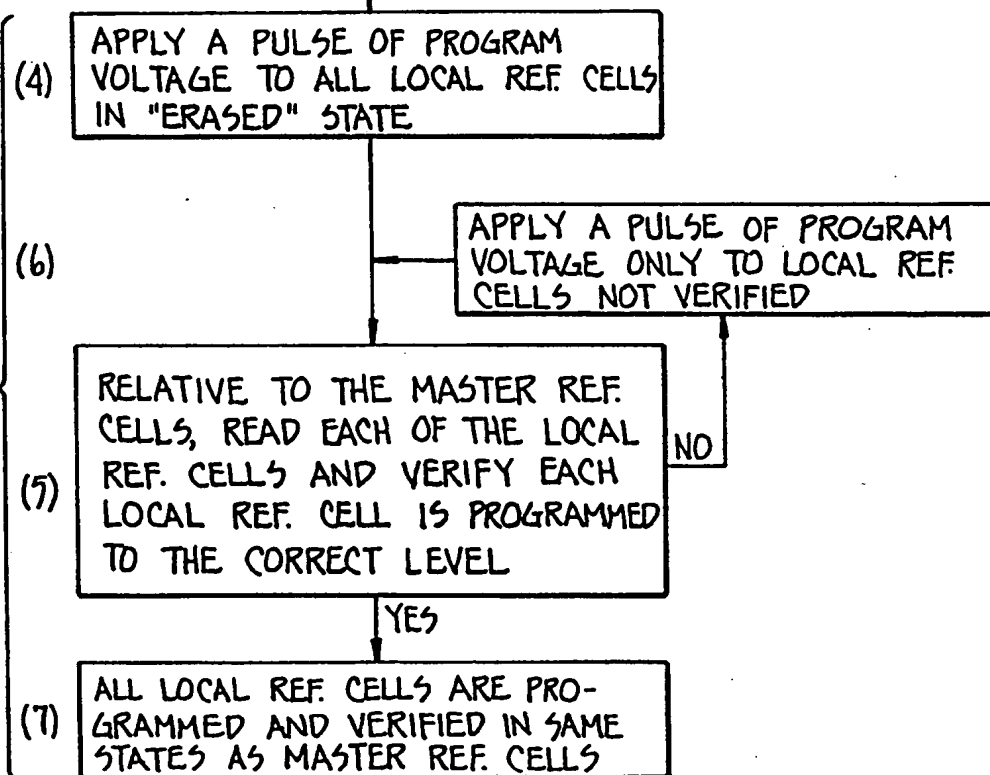 (4)
APPLY A PULSE OF PROGRAM
VOLTAGE TO ALL LOCAL REF. CELLS
IN "ERASED" STATE
(6)
APPLY A PULSE OF PROGRAM
VOLTAGE ONLY TO LOCAL REF.
CELLS NOT VERIFIED
(5)
RELATIVE TO THE MASTER REF.
CELLS, READ EACH OF THE LOCAL
REF. CELLS AND VERIFY EACH
LOCAL REF. CELL IS PROGRAMMED
TO THE CORRECT LEVEL
NO
YES
(7)
ALL LOCAL REF. CELLS ARE PRO-
GRAMMED AND VERIFIED IN SAME
STATES AS MASTER REF. CELLS